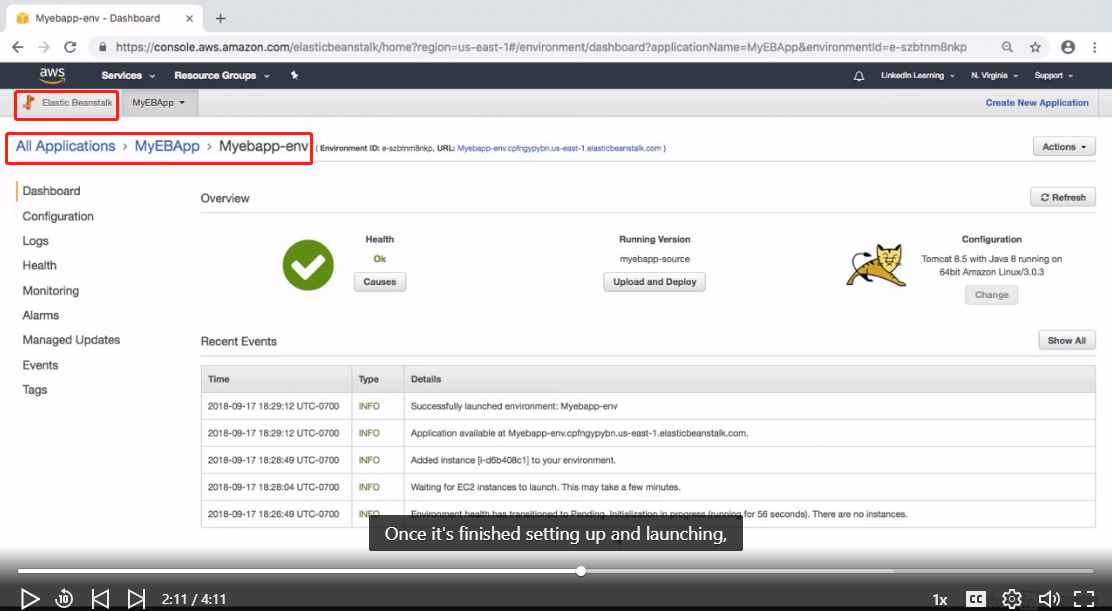 Myebapp-env - Dashboard
https://console.aws.amazon.com/elasticbeanstalk/home?region=us-east-1#/environment/dashboard?applicationName=MyEBApp&environmentId=e-szbtnm8nkp
aws Services Resource Groups LinkedIn Learning N. Virginia Support
Elastic Beanstalk MyEBApp Create New Application
All Applications > MyEBApp > Myebapp-env ( Environment ID: e-szbtnm8nkp, URL: Myebapp-env.cpfngypybn.us-east-1.elasticbeanstalk.com ) Actions
Dashboard
Configuration
Logs
Health
Monitoring
Alarms
Managed Updates
Events
Tags
Overview Refresh
Health
Ok
Causes
Running Version
myebapp-source
Upload and Deploy
Configuration
Tomcat 8.5 with Java 8 running on
64bit Amazon Linux/3.0.3
Change
Recent Events Show All
Time Type Details
2018-09-17 18:29:12 UTC-0700 INFO Successfully launched environment: Myebapp-env
2018-09-17 18:29:12 UTC-0700 INFO Application available at Myebapp-env.cpfngypybn.us-east-1.elasticbeanstalk.com.
2018-09-17 18:28:49 UTC-0700 INFO Added instance [i-d6b408c1] to your environment.
2018-09-17 18:28:04 UTC-0700 INFO Waiting for EC2 instances to launch. This may take a few minutes.
2018-09-17 18:26:49 UTC-0700 INFO Environment health has transitioned to Pending. Initialization in progress (running for 56 seconds). There are no instances.
Once it's finished setting up and launching,
10 2:11 / 4:11 1x CC